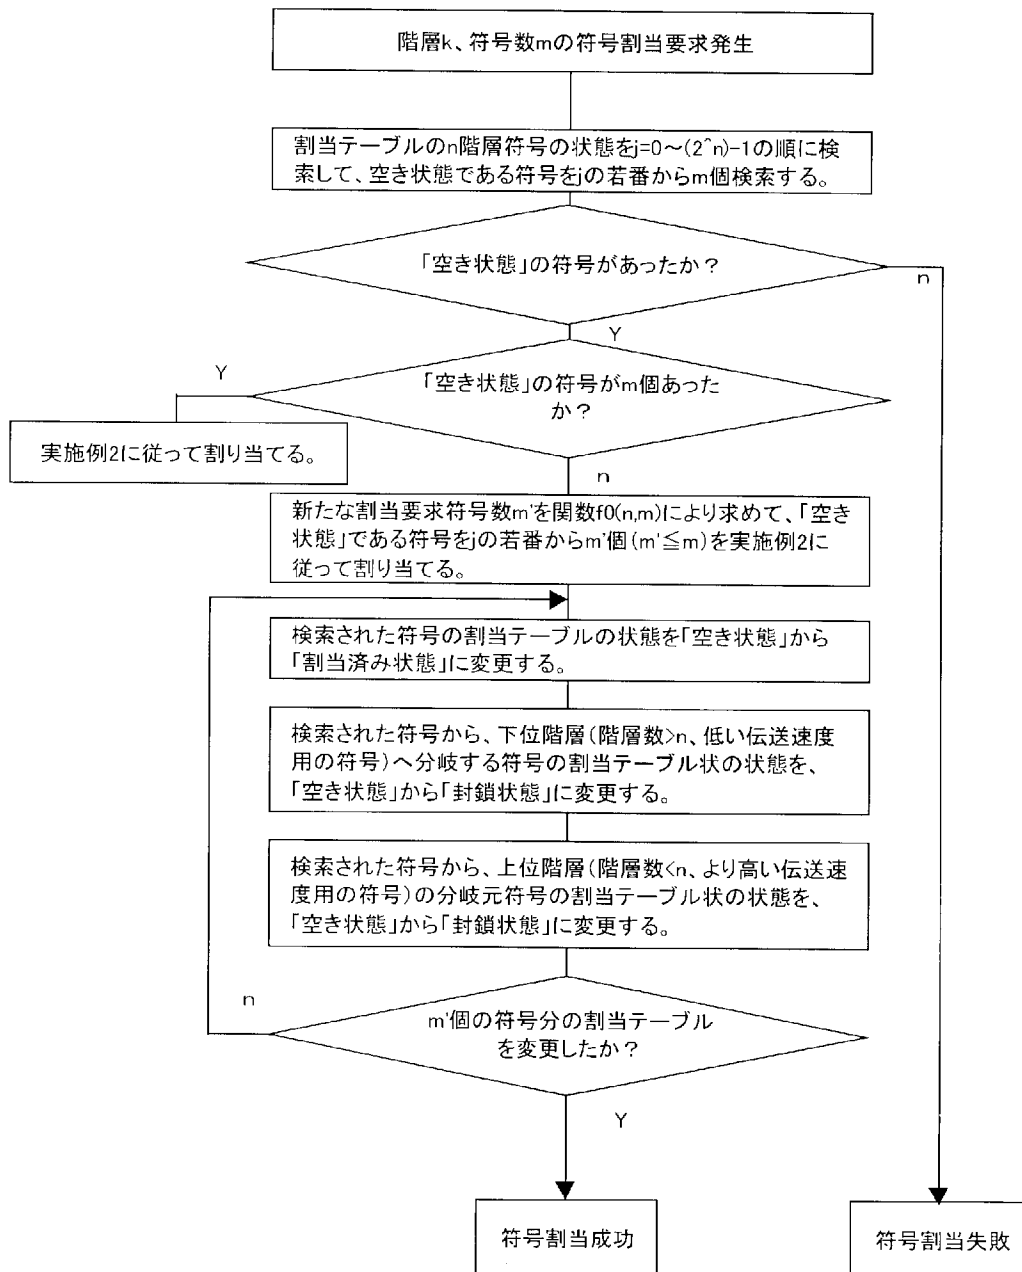 階層k、符号数mの符号割当要求発生
割当テーブルのn階層符号の状態をj=0～(2^n)-1の順に検
索して、空き状態である符号をjの若番からm個検索する。
「空き状態」の符号があったか？
n
Y
「空き状態」の符号がm個あった
か？
Y
実施例2に従って割り当てる。
n
新たな割当要求符号数m'を関数f0(n,m)により求めて、「空き
状態」である符号をjの若番からm'個(m'≦m)を実施例2に
従って割り当てる。
検索された符号の割当テーブルの状態を「空き状態」から
「割当済み状態」に変更する。
検索された符号から、下位階層(階層数>n、低い伝送速度
用の符号)へ分岐する符号の割当テーブル状の状態を、
「空き状態」から「封鎖状態」に変更する。
検索された符号から、上位階層(階層数<n、より高い伝送速
度用の符号)の分岐元符号の割当テーブル状の状態を、
「空き状態」から「封鎖状態」に変更する。
n
m'個の符号分の割当テーブル
を変更したか？
Y
符号割当成功
符号割当失敗